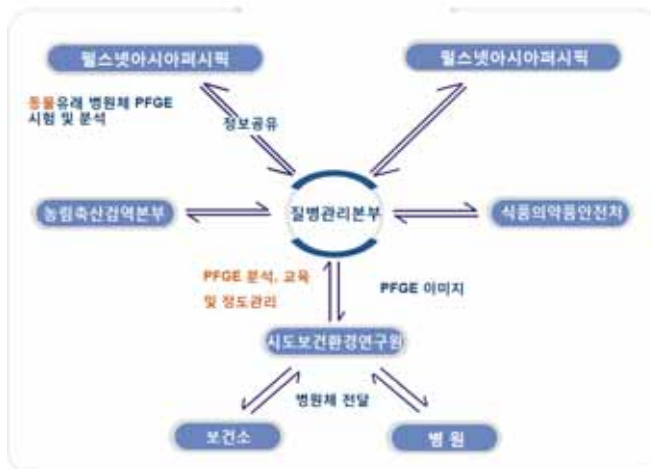 펄스넷아시아퍼시픽
펄스넷아시아퍼시픽
동물유래 병원체 PFGE
시험 및 분석
정보공유
농림축산검역본부
질병관리본부
식품의약품안전처
PFGE 분석, 교육
및 정도관리
PFGE 이미지
시도보건환경연구원
병원체 전달
보건소
병 원